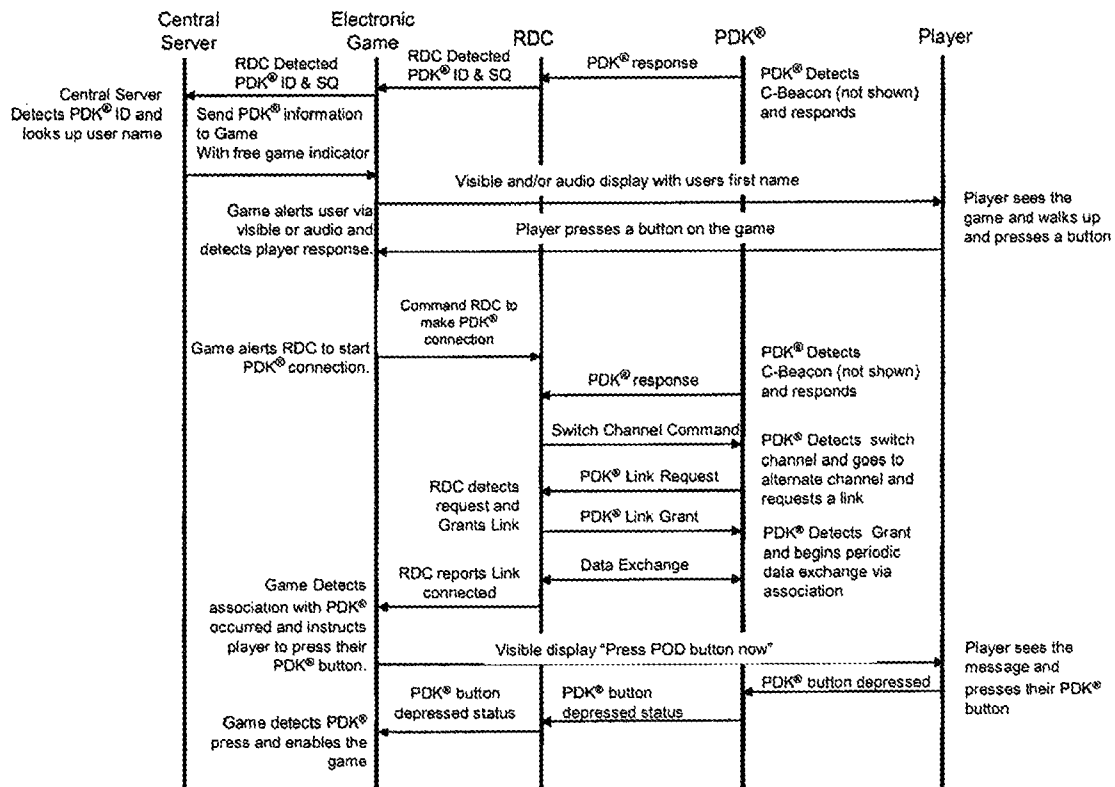 Central
Server
Electronic
Game
RDC
PDK®
Player
RDC Detected
PDK® ID & SQ
RDC Detected
PDK® ID & SQ
PDK® response
PDK® Detects
C-Beacon (not shown)
and responds
Central Server
Detects PDK® ID and
looks up user name
Send PDK® information
to Game
With free game indicator
Visible and/or audio display with users first name
Player sees the
game and walks up
and presses a button
Game alerts user via
visible or audio and
detects player response.
Player presses a button on the game
Command RDC to
make PDK®
connection
Game alerts RDC to start
PDK® connection.
PDK® Detects
C-Beacon (not shown)
and responds
PDK® response
Switch Channel Command
PDK® Detects switch
channel and goes to
alternate channel and
requests a link
PDK® Link Request
RDC detects
request and
Grants Link
PDK® Link Grant
PDK® Detects Grant
and begins periodic
data exchange via
association
Data Exchange
RDC reports Link
connected
Game Detects
association with PDK®
occurred and instructs
player to press their
PDK® button.
Visible display "Press POD button now"
Player sees the
message and
presses their PDK®
button
PDK® button depressed
PDK® button
depressed status
PDK® button
depressed status
Game detects PDK®
press and enables the
game